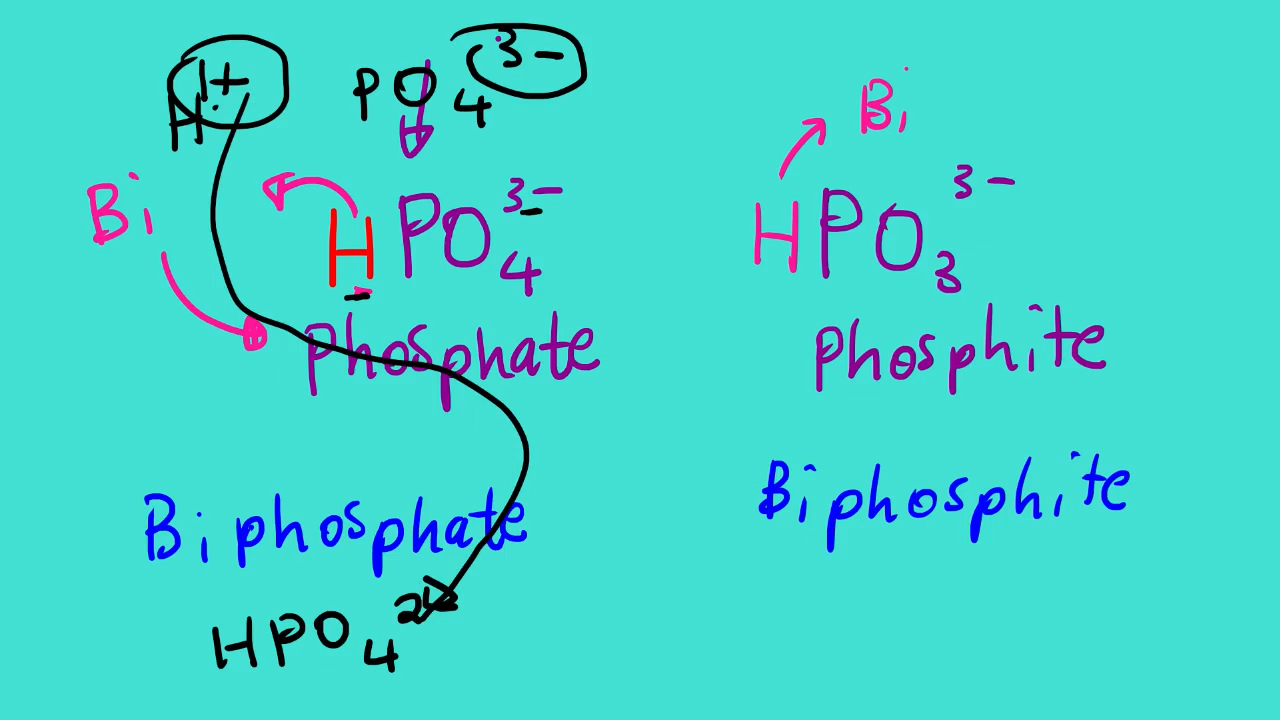 H¹⁺ PO₄³⁻
Bi HPO₄³⁻
phosphate
Biphosphate
HPO₄²⁻
Bi
HPO₃³⁻
phosphite
Biphosphite